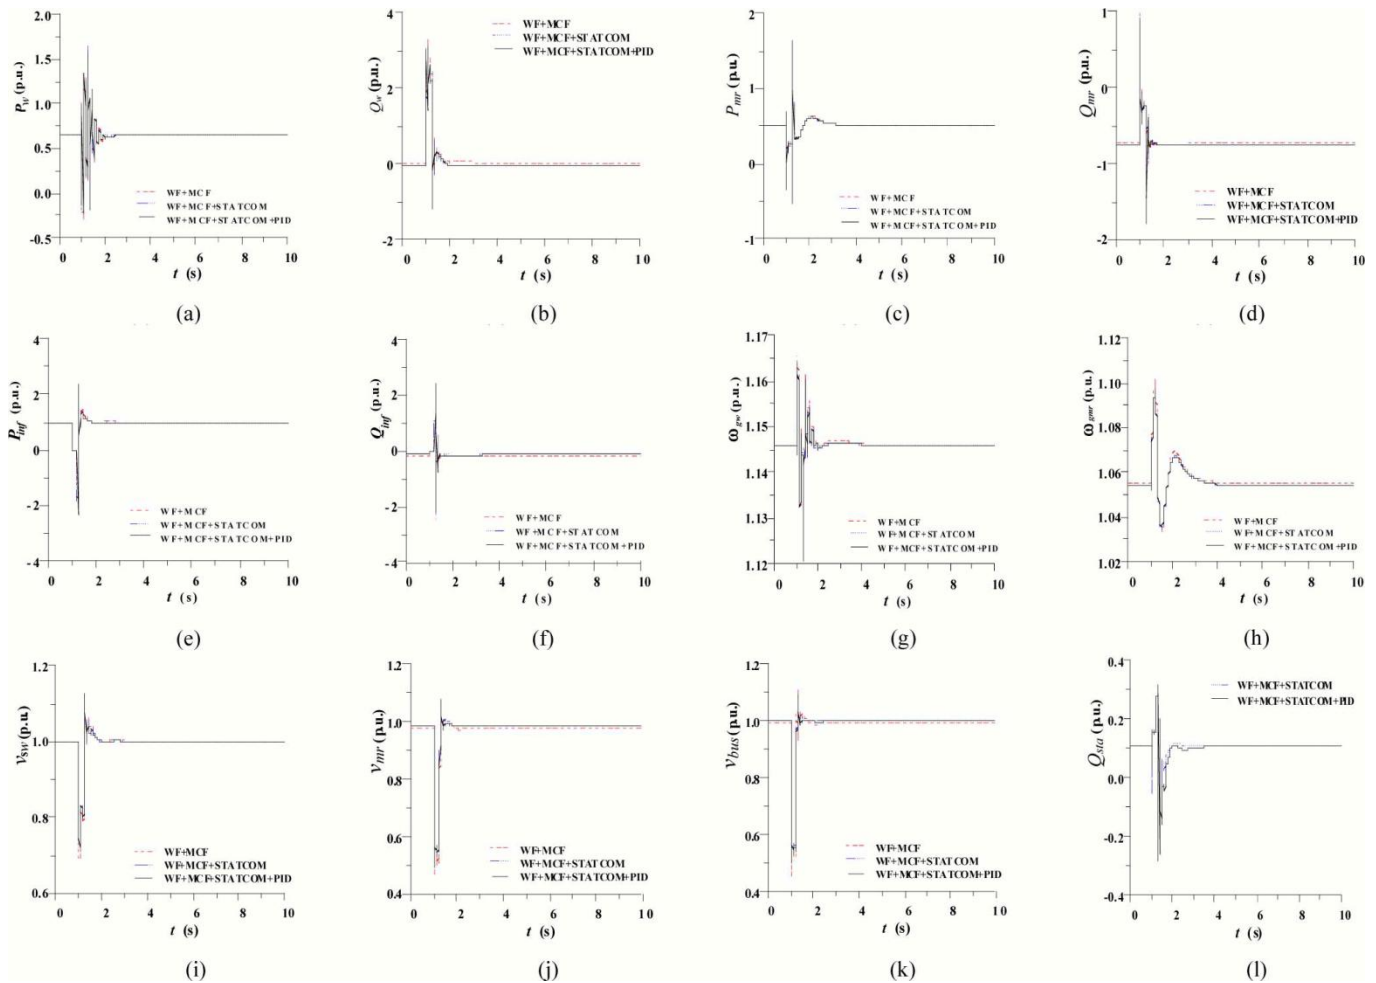 P_w (p.u.)
2.0
1.5
1.0
0.5
0.0
-0.5
WF+MCF
WF+MCF+STATCOM
WF+MCF+STATCOM+PID
0 2 4 6 8 10
t (s)
(a)
Q_w (p.u.)
4
2
0
-2
WF+MCF
WF+MCF+STATCOM
WF+MCF+STATCOM+PID
0 2 4 6 8 10
t (s)
(b)
P_mr (p.u.)
2
1
0
-1
WF+MCF
WF+MCF+STATCOM
WF+MCF+STATCOM+PID
0 2 4 6 8 10
t (s)
(c)
Q_mr (p.u.)
1
0
-1
-2
WF+MCF
WF+MCF+STATCOM
WF+MCF+STATCOM+PID
0 2 4 6 8 10
t (s)
(d)
P_inf (p.u.)
4
2
0
-2
-4
WF+MCF
WF+MCF+STATCOM
WF+MCF+STATCOM+PID
0 2 4 6 8 10
t (s)
(e)
Q_inf (p.u.)
4
2
0
-2
-4
WF+MCF
WF+MCF+STATCOM
WF+MCF+STATCOM+PID
0 2 4 6 8 10
t (s)
(f)
ω_gw (p.u.)
1.17
1.16
1.15
1.14
1.13
1.12
WF+MCF
WF+MCF+STATCOM
WF+MCF+STATCOM+PID
0 2 4 6 8 10
t (s)
(g)
ω_gmr (p.u.)
1.12
1.10
1.08
1.06
1.04
1.02
WF+MCF
WF+MCF+STATCOM
WF+MCF+STATCOM+PID
0 2 4 6 8 10
t (s)
(h)
v_sw (p.u.)
1.2
1.0
0.8
0.6
WF+MCF
WF+MCF+STATCOM
WF+MCF+STATCOM+PID
0 2 4 6 8 10
t (s)
(i)
v_mr (p.u.)
1.2
1.0
0.8
0.6
0.4
WF+MCF
WF+MCF+STATCOM
WF+MCF+STATCOM+PID
0 2 4 6 8 10
t (s)
(j)
v_bus (p.u.)
1.2
1.0
0.8
0.6
0.4
WF+MCF
WF+MCF+STATCOM
WF+MCF+STATCOM+PID
0 2 4 6 8 10
t (s)
(k)
Q_sta (p.u.)
0.4
0.2
0.0
-0.2
-0.4
WF+MCF+STATCOM
WF+MCF+STATCOM+PID
0 2 4 6 8 10
t (s)
(l)